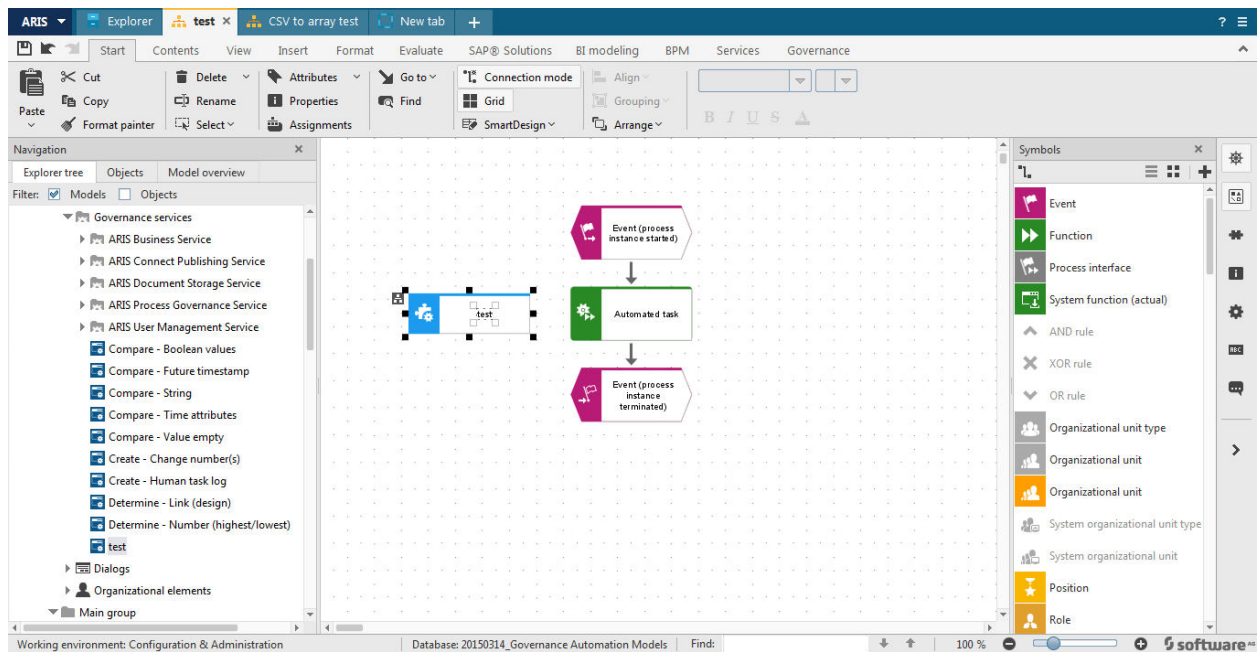 ARIS Explorer test CSV to array test New tab
Start Contents View Insert Format Evaluate SAP® Solutions BI modeling BPM Services Governance
Paste
Cut
Copy
Format painter
Delete
Rename
Select
Attributes
Properties
Assignments
Go to
Find
Connection mode
Grid
SmartDesign
Align
Grouping
Arrange
B I U S A
Navigation
Explorer tree Objects Model overview
Filter: Models Objects
Governance services
ARIS Business Service
ARIS Connect Publishing Service
ARIS Document Storage Service
ARIS Process Governance Service
ARIS User Management Service
Compare - Boolean values
Compare - Future timestamp
Compare - String
Compare - Time attributes
Compare - Value empty
Create - Change number(s)
Create - Human task log
Determine - Link (design)
Determine - Number (highest/lowest)
test
Dialogs
Organizational elements
Main group
Event (process
instance started)
test
Automated task
Event (process
instance
terminated)
Symbols
Event
Function
Process interface
System function (actual)
AND rule
XOR rule
OR rule
Organizational unit type
Organizational unit
Organizational unit
System organizational unit type
System organizational unit
Position
Role
ABC
Working environment: Configuration & Administration Database: 20150314_Governance Automation Models Find: 100 % software AG